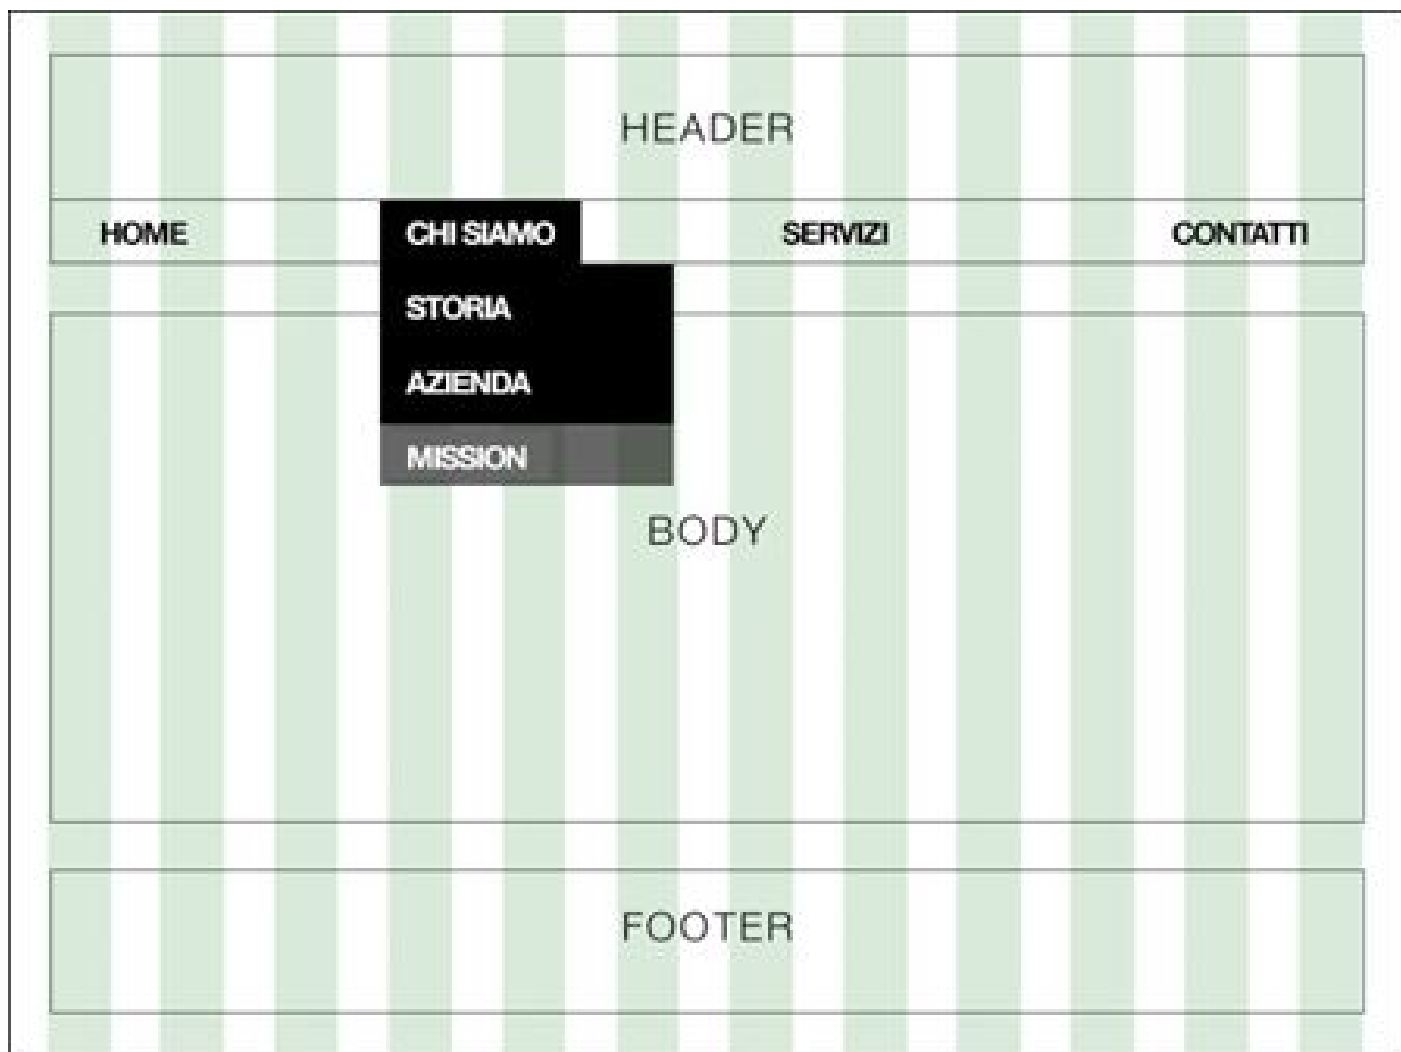 HEADER
HOME CHI SIAMO SERVIZI CONTATTI
STORIA
AZIENDA
MISSION
BODY
FOOTER